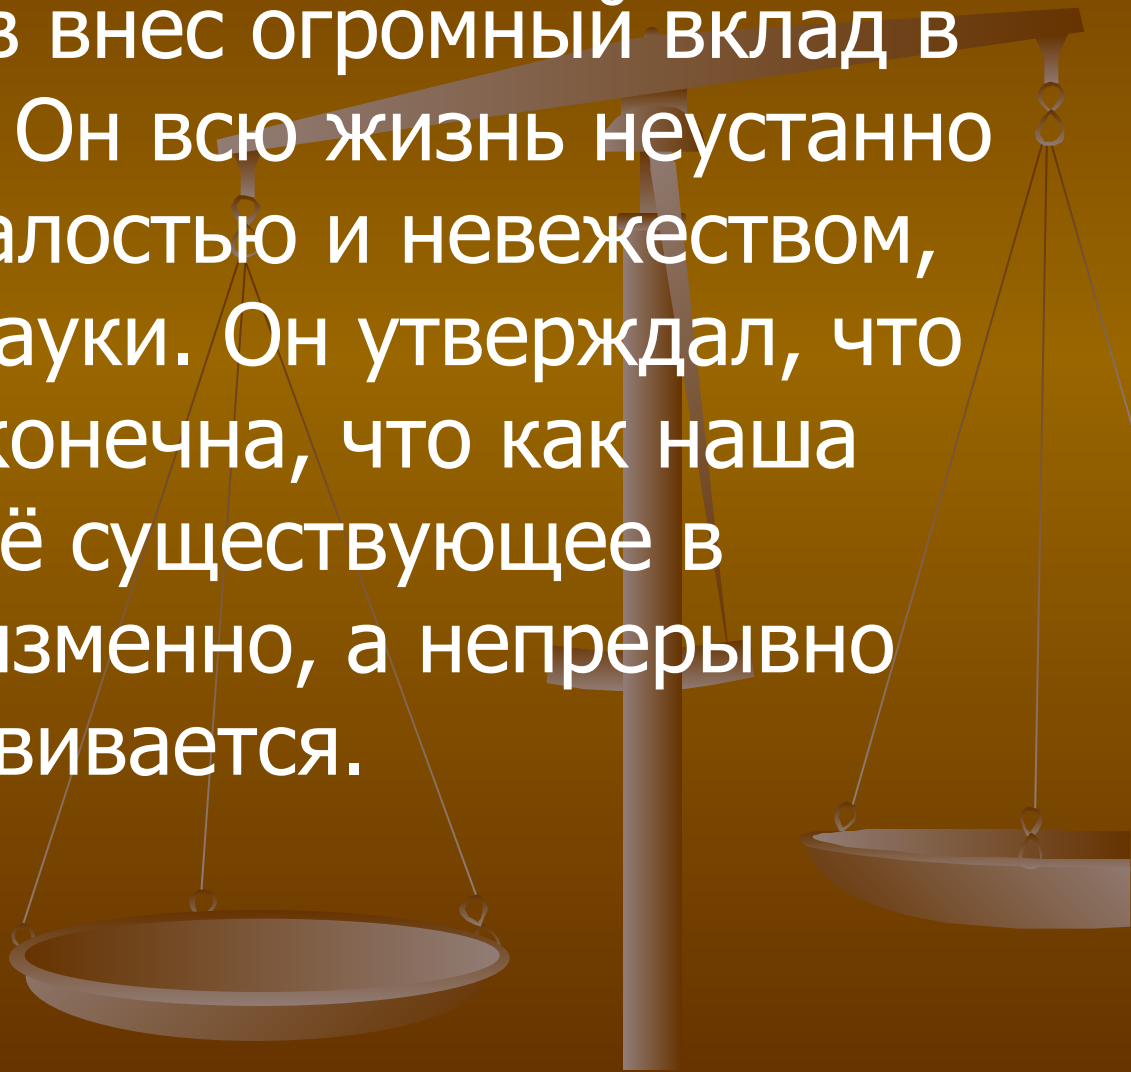 в внес огромный вклад в
Он всю жизнь неустанно
алостью и невежеством,
ауки. Он утверждал, что
конечна, что как наша
ё существующее в
изменно, а непрерывно
вивается.